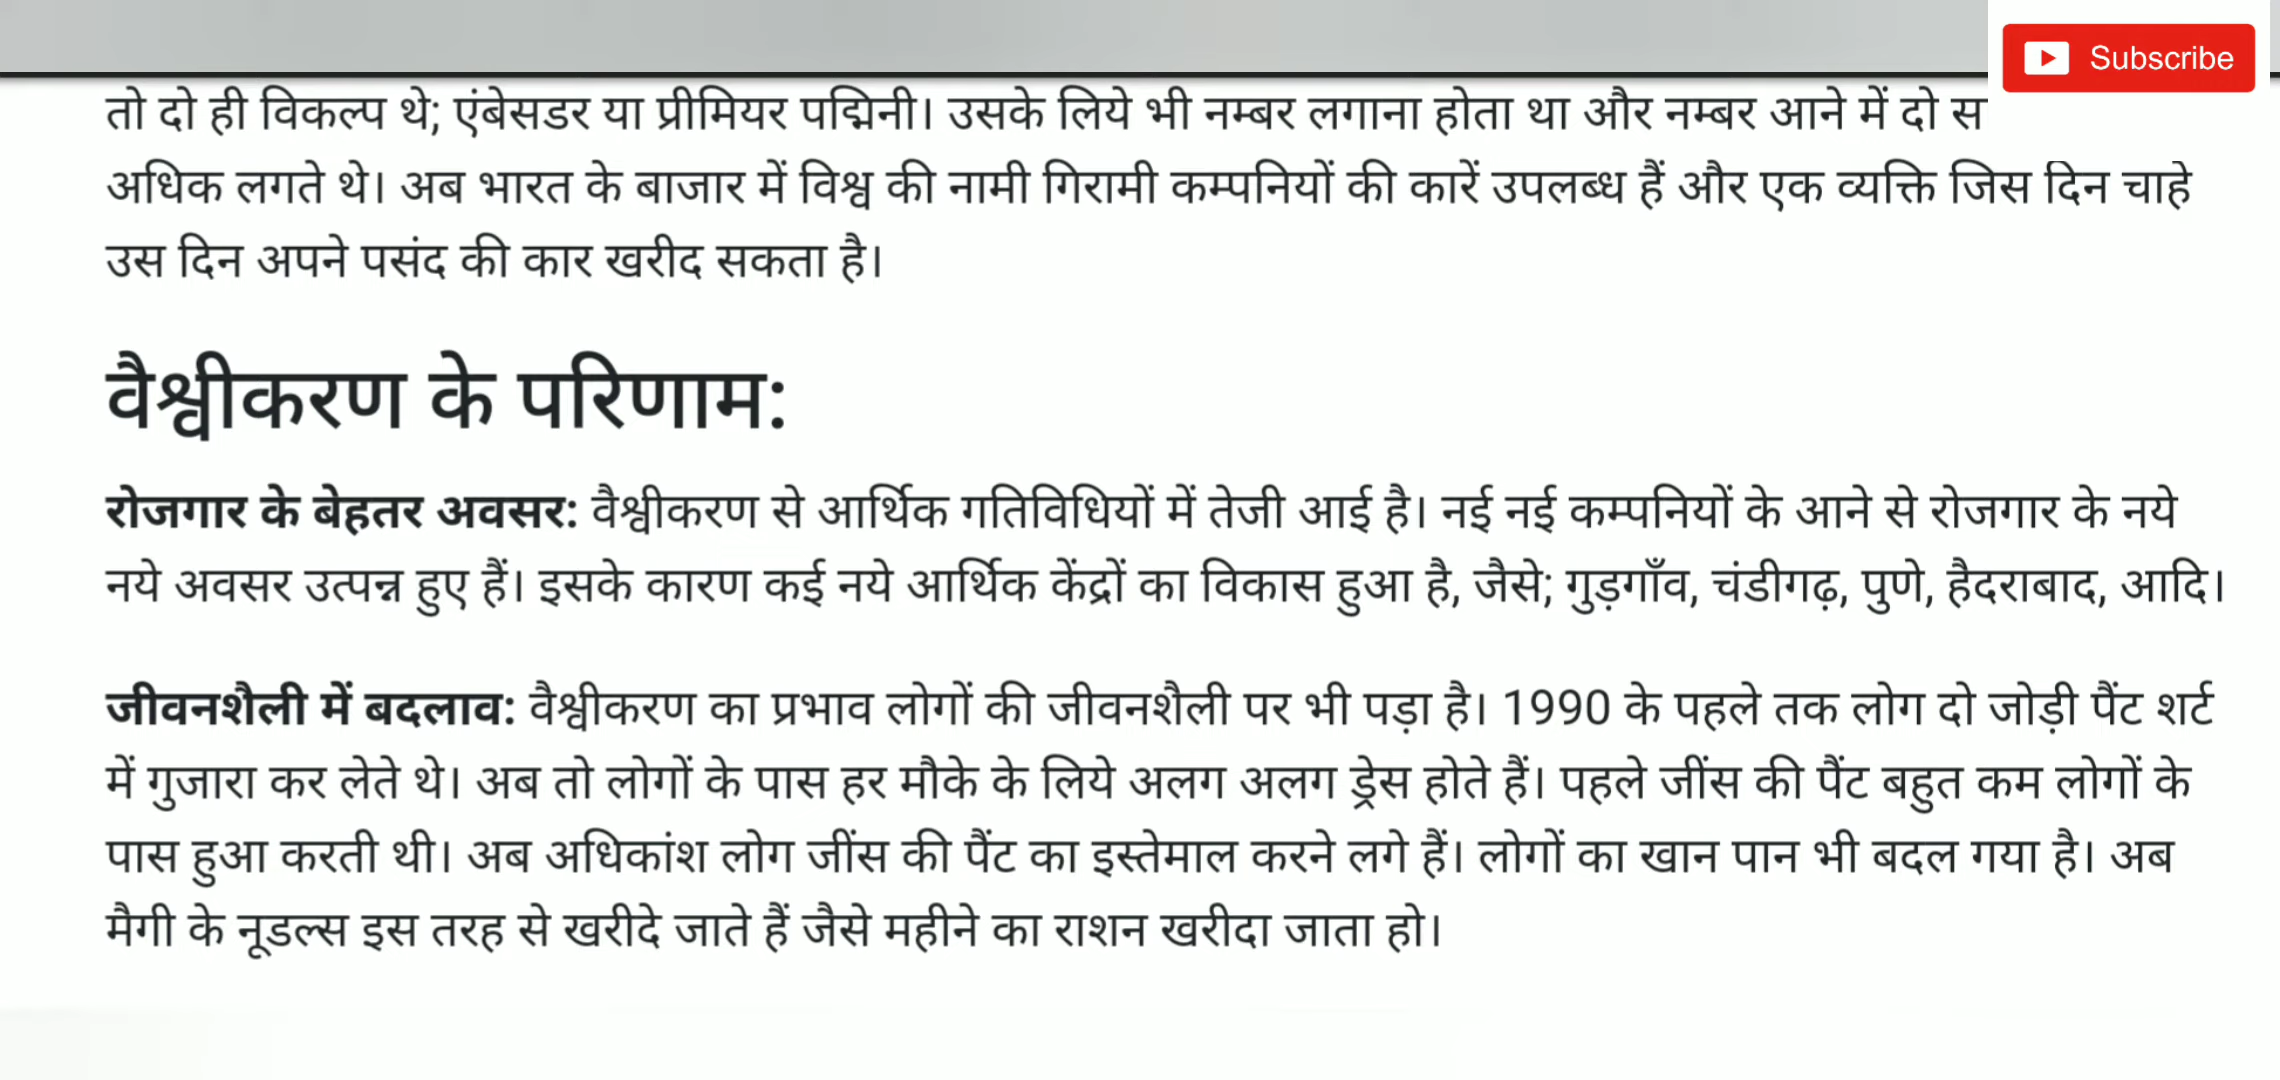 Subscribe
तो दो ही विकल्प थे; एंबेसडर या प्रीमियर पद्मिनी। उसके लिये भी नम्बर लगाना होता था और नम्बर आने में दो
अधिक लगते थे। अब भारत के बाजार में विश्व की नामी गिरामी कम्पनियों की कारें उपलब्ध हैं और एक व्यक्ति जिस दिन चाहे
उस दिन अपने पसंद की कार खरीद सकता है।
वैश्वीकरण के परिणाम:
रोजगार के बेहतर अवसर: वैश्वीकरण से आर्थिक गतिविधियों में तेजी आई है। नई नई कम्पनियों के आने से रोजगार के नये
नये अवसर उत्पन्न हुए हैं। इसके कारण कई नये आर्थिक केंद्रों का विकास हुआ है, जैसे; गुड़गाँव, चंडीगढ़, पुणे, हैदराबाद, आदि।
जीवनशैली में बदलाव: वैश्वीकरण का प्रभाव लोगों की जीवनशैली पर भी पड़ा है। 1990 के पहले तक लोग दो जोड़ी पैंट शर्ट
में गुजारा कर लेते थे। अब तो लोगों के पास हर मौके के लिये अलग अलग ड्रेस होते हैं। पहले जींस की पैंट बहुत कम लोगों के
पास हुआ करती थी। अब अधिकांश लोग जींस की पैंट का इस्तेमाल करने लगे हैं। लोगों का खान पान भी बदल गया है। अब
मैगी के नूडल्स इस तरह से खरीदे जाते हैं जैसे महीने का राशन खरीदा जाता हो।